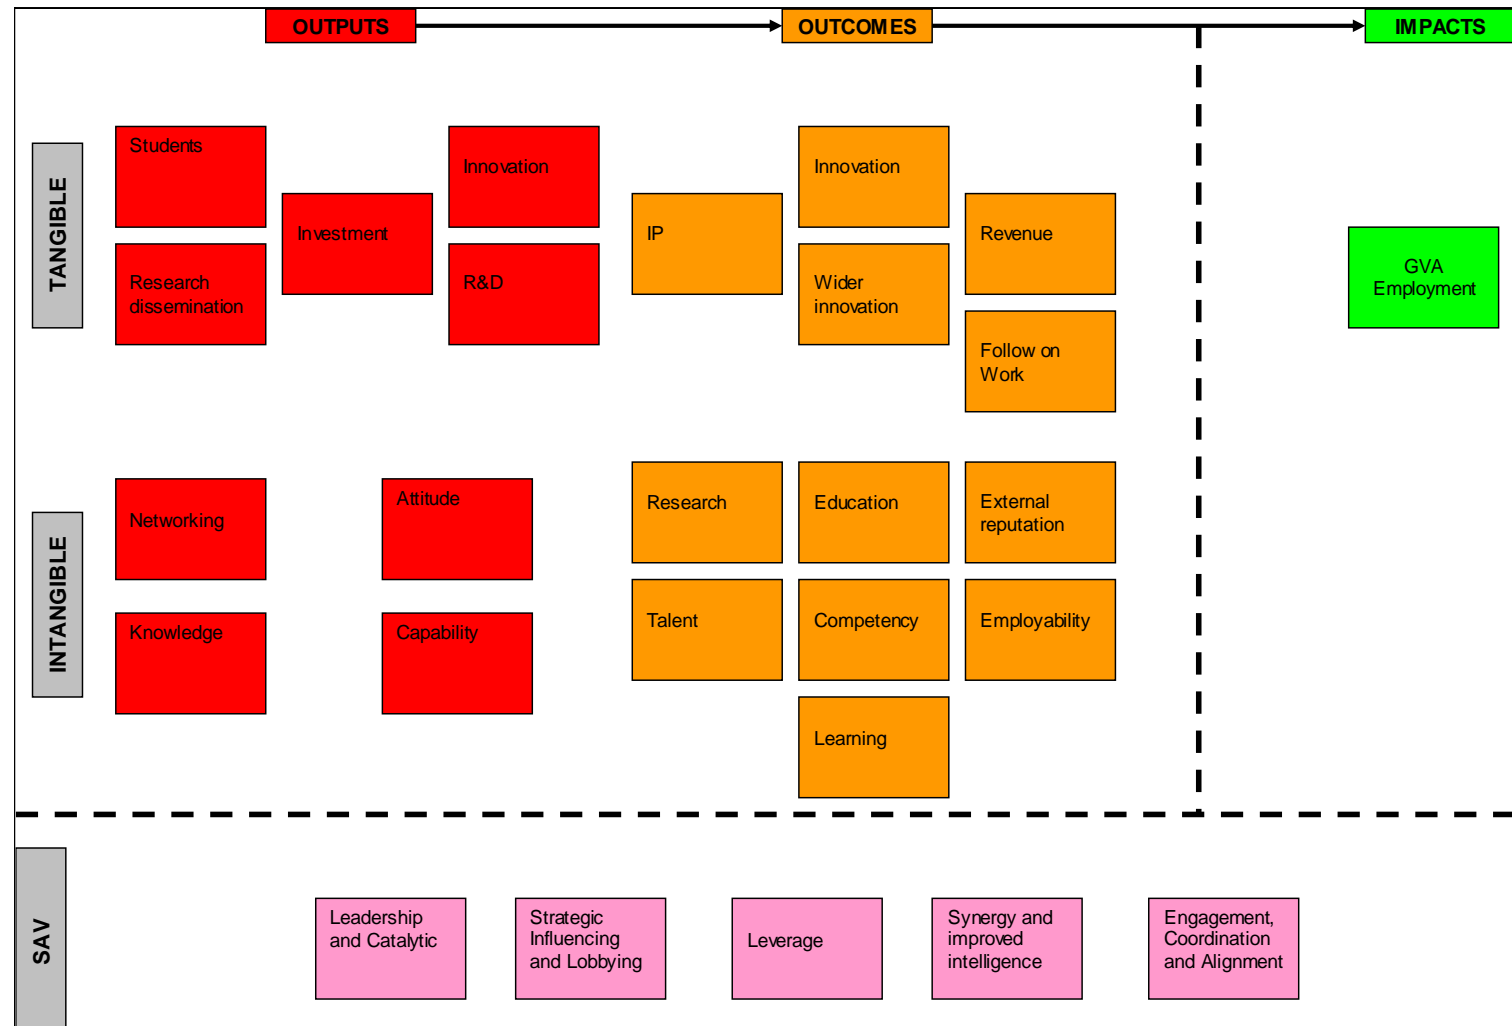 OUTPUTS
OUTCOMES
IMPACTS
TANGIBLE
Students
Innovation
Investment
Research
dissemination
R&D
IP
Innovation
Wider
innovation
Revenue
Follow on
Work
GVA
Employment
INTANGIBLE
Networking
Attitude
Knowledge
Capability
Research
Education
External
reputation
Talent
Competency
Employability
Learning
SAV
Leadership
and Catalytic
Strategic
Influencing
and Lobbying
Leverage
Synergy and
improved
intelligence
Engagement,
Coordination
and Alignment